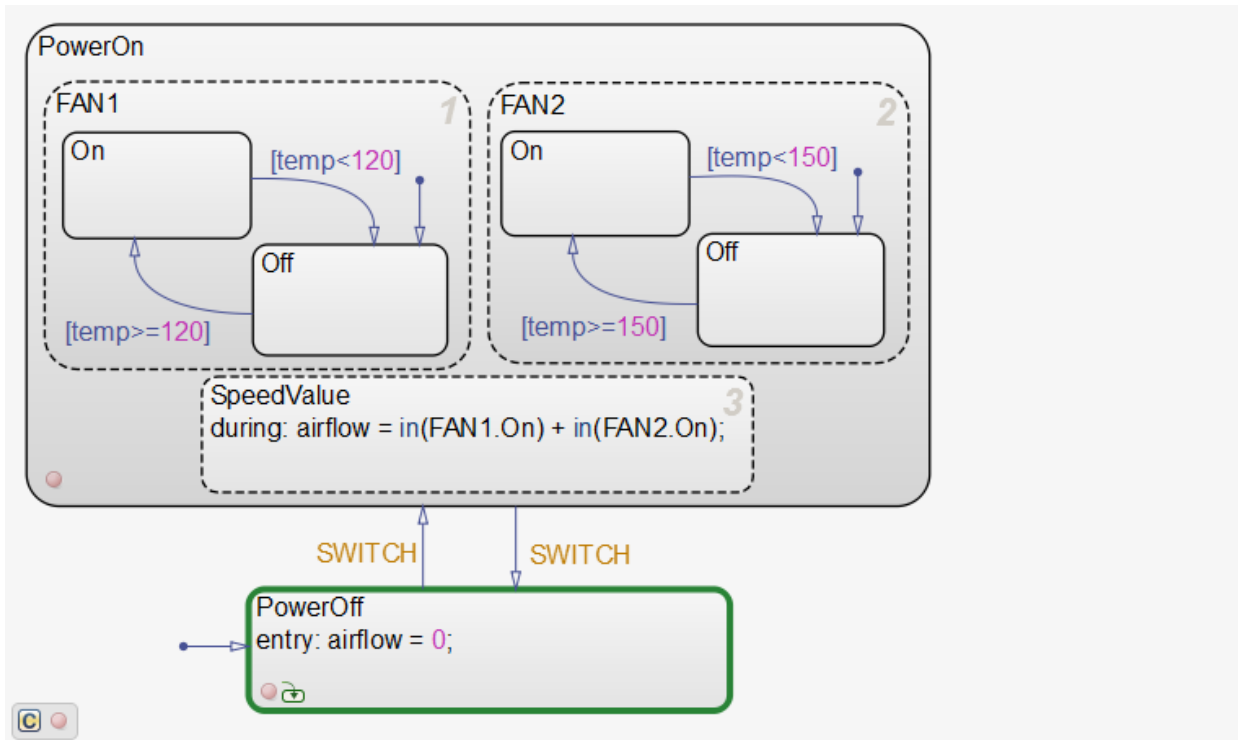 PowerOn
FAN1
1
On
[temp<120]
Off
[temp>=120]
FAN2
2
On
[temp<150]
Off
[temp>=150]
SpeedValue
3
during: airflow = in(FAN1.On) + in(FAN2.On);
SWITCH
SWITCH
PowerOff
entry: airflow = 0;
C